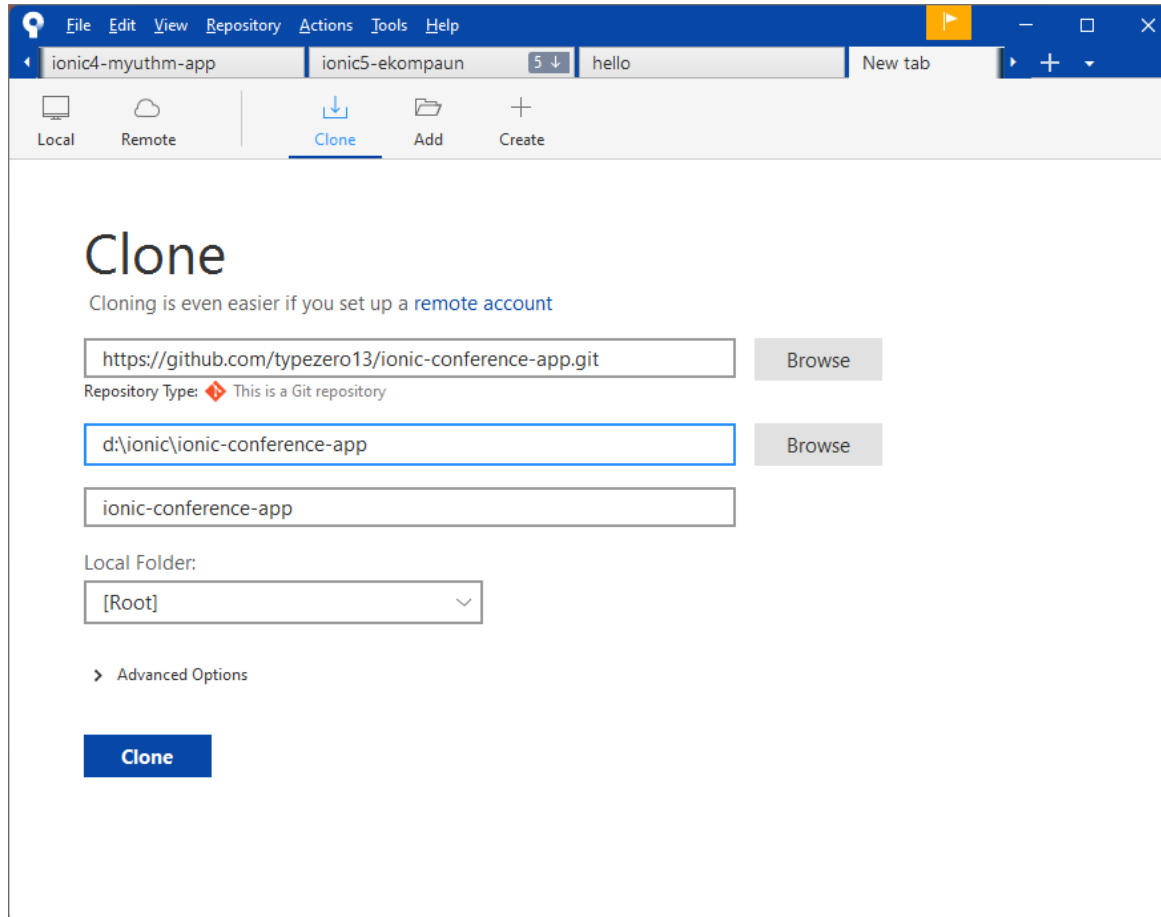 File Edit View Repository Actions Tools Help
ionic4-myuthm-app ionic5-ekompaun 5 ↓ hello New tab
Local Remote Clone Add Create
Clone
Cloning is even easier if you set up a remote account
https://github.com/typezero13/ionic-conference-app.git Browse
Repository Type: This is a Git repository
d:\ionic\ionic-conference-app Browse
ionic-conference-app
Local Folder:
[Root]
Advanced Options
Clone